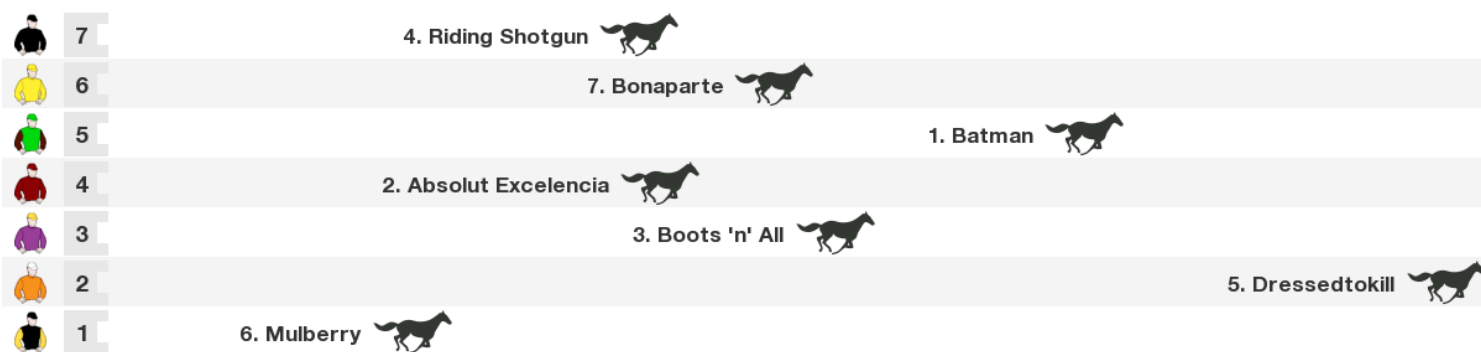 7 4. Riding Shotgun
6 7. Bonaparte
5 1. Batman
4 2. Absolut Excelencia
3 3. Boots 'n' All
2 5. Dressedtokill
1 6. Mulberry